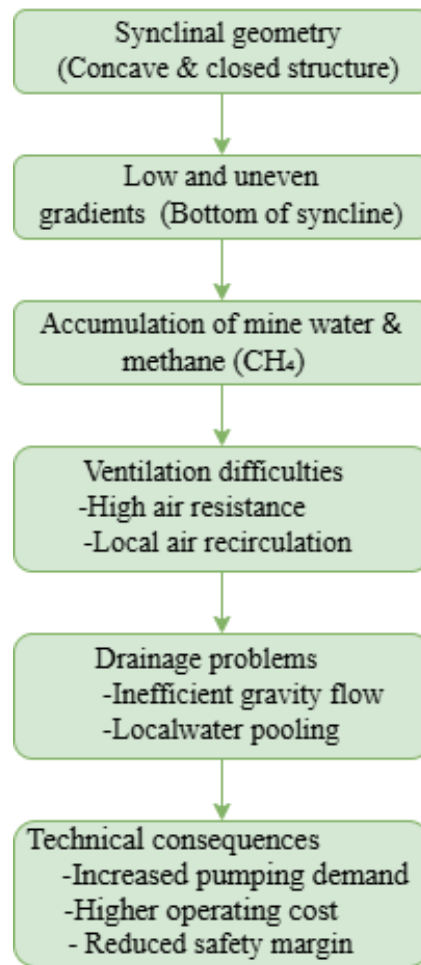 Synclinal geometry
(Concave & closed structure)
Low and uneven
gradients (Bottom of syncline)
Accumulation of mine water &
methane (CH₄)
Ventilation difficulties
-High air resistance
-Local air recirculation
Drainage problems
-Inefficient gravity flow
-Localwater pooling
Technical consequences
-Increased pumping demand
-Higher operating cost
- Reduced safety margin